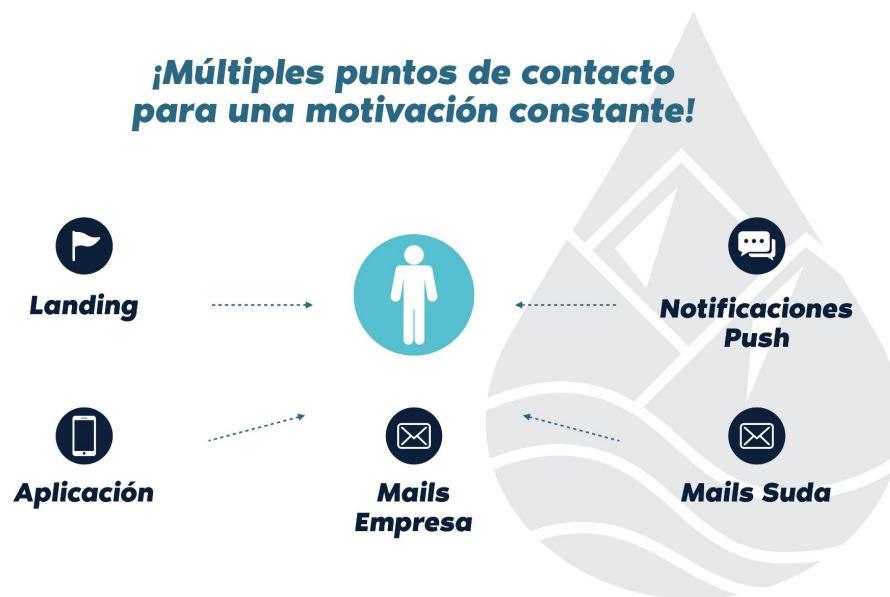 ¡Múltiples puntos de contacto
para una motivación constante!
Landing
Notificaciones
Push
Aplicación
Mails
Empresa
Mails Suda